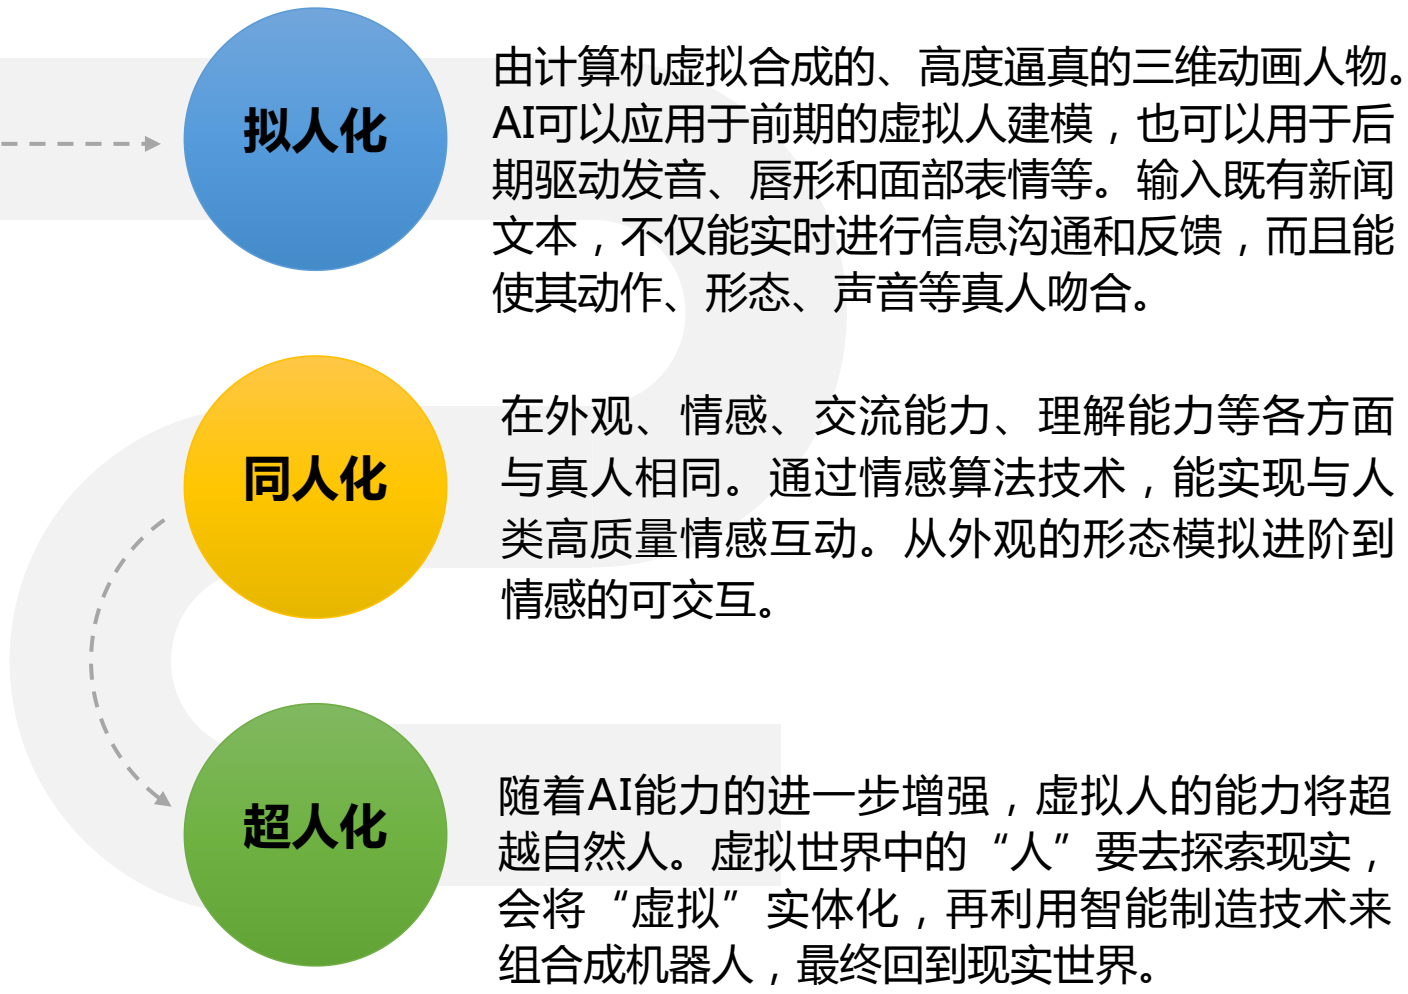 拟人化
由计算机虚拟合成的、高度逼真的三维动画人物。
AI可以应用于前期的虚拟人建模，也可以用于后
期驱动发音、唇形和面部表情等。输入既有新闻
文本，不仅能实时进行信息沟通和反馈，而且能
使其动作、形态、声音等真人吻合。
同人化
在外观、情感、交流能力、理解能力等各方面
与真人相同。通过情感算法技术，能实现与人
类高质量情感互动。从外观的形态模拟进阶到
情感的可交互。
超人化
随着AI能力的进一步增强，虚拟人的能力将超
越自然人。虚拟世界中的“人”要去探索现实，
会将“虚拟”实体化，再利用智能制造技术来
组合成机器人，最终回到现实世界。